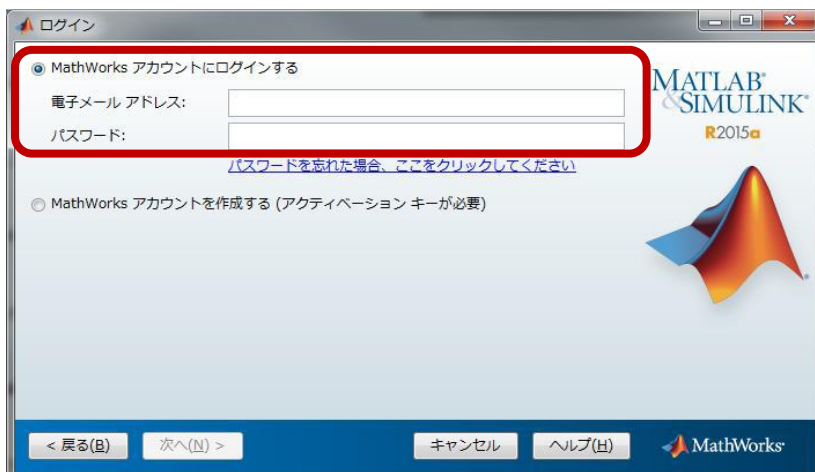 ログイン
MathWorks アカウントにログインする
電子メール アドレス:
パスワード:
パスワードを忘れた場合、ここをクリックしてください
MathWorks アカウントを作成する (アクティベーション キーが必要)
MATLAB®
&SIMULINK®
R2015a
< 戻る(B)
次へ(N) >
キャンセル
ヘルプ(H)
MathWorks®